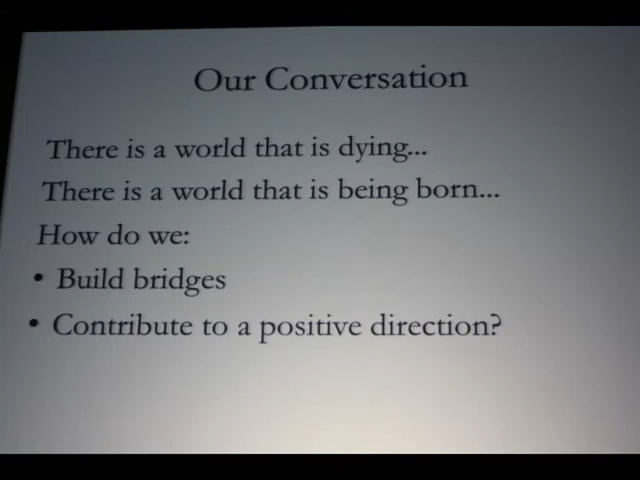 Our Conversation
There is a world that is dying...
There is a world that is being born...
How do we:
• Build bridges
• Contribute to a positive direction?